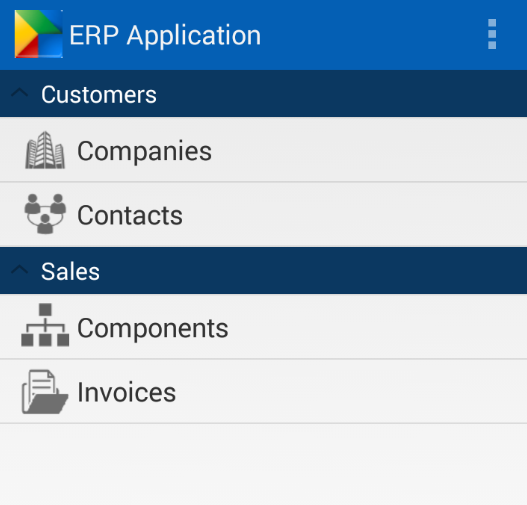 ERP Application
Customers
Companies
Contacts
Sales
Components
Invoices